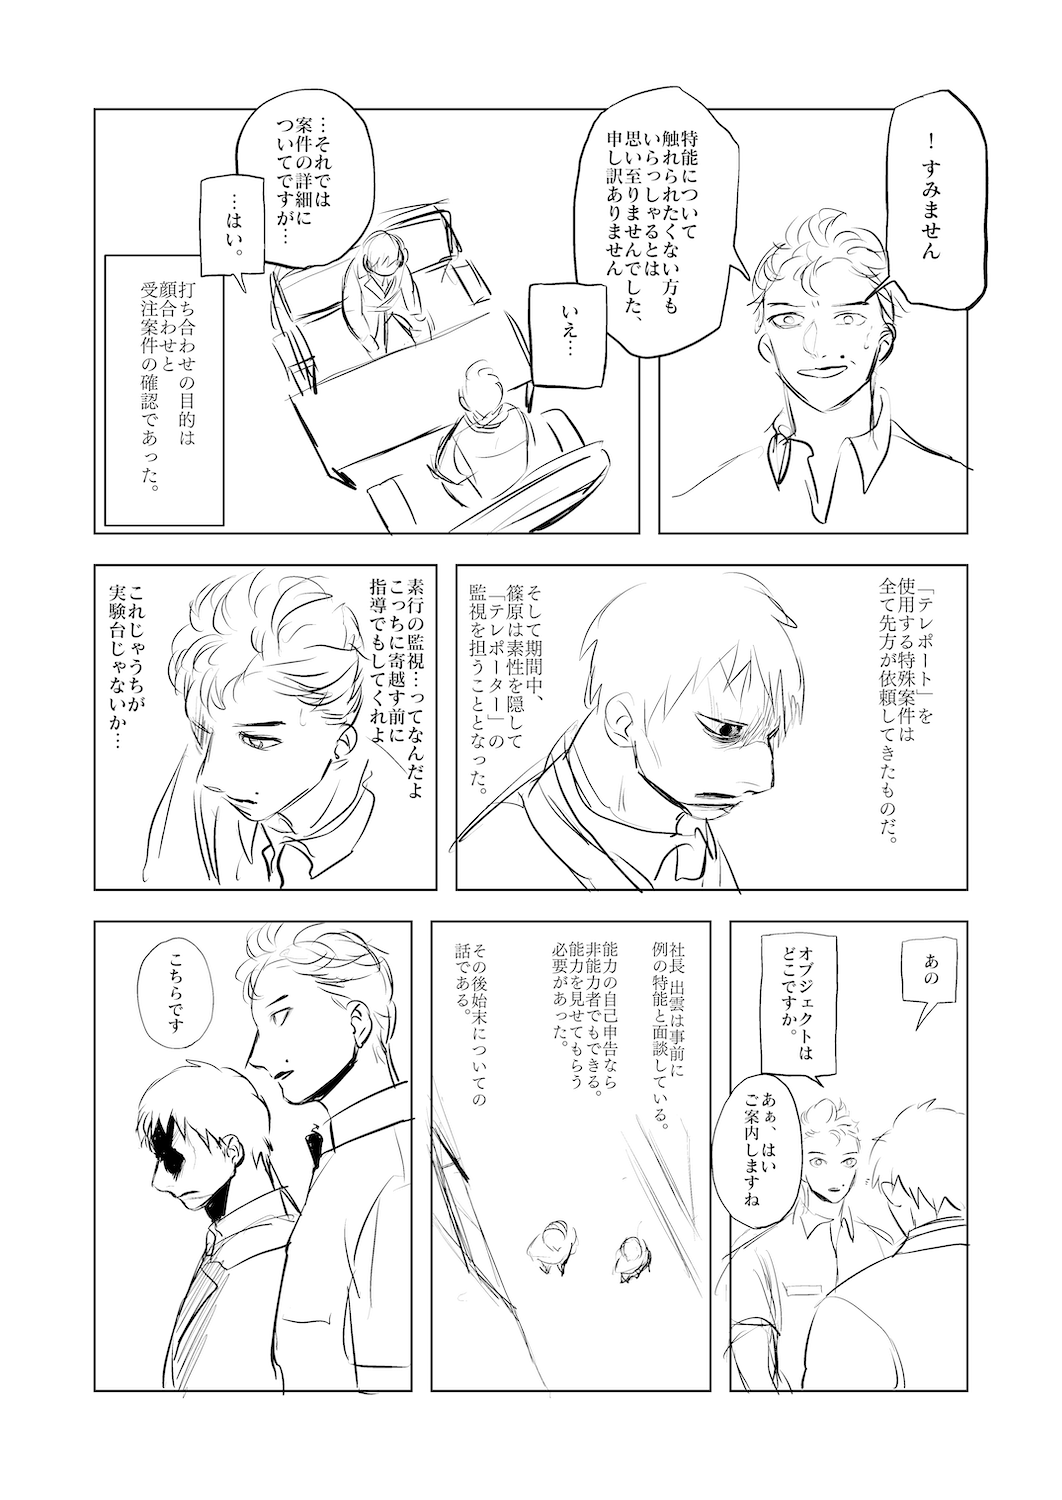 ！すみません
特能について
触れられたくない方も
いらっしゃるとは
思い至りませんでした、
申し訳ありません
いえ…
…それでは
案件の詳細に
ついてですが…
…はい。
打ち合わせの目的は
顔合わせと
受注案件の確認であった。
「テレポート」を
使用する特殊案件は
全て先方が依頼してきたものだ。
そして期間中、
篠原は素性を隠して
「テレポーター」の
監視を担うこととなった。
素行の監視…ってなんだよ
こっちに寄越す前に
指導でもしてくれよ
これじゃうちが
実験台じゃないか…
あの
オブジェクトは
どこですか。
あぁ、はい
ご案内しますね
社長 出雲は事前に
例の特能と面談している。
能力の自己申告なら
非能力者でもできる。
能力を見せてもらう
必要があった。
その後始末についての
話である。
こちらです